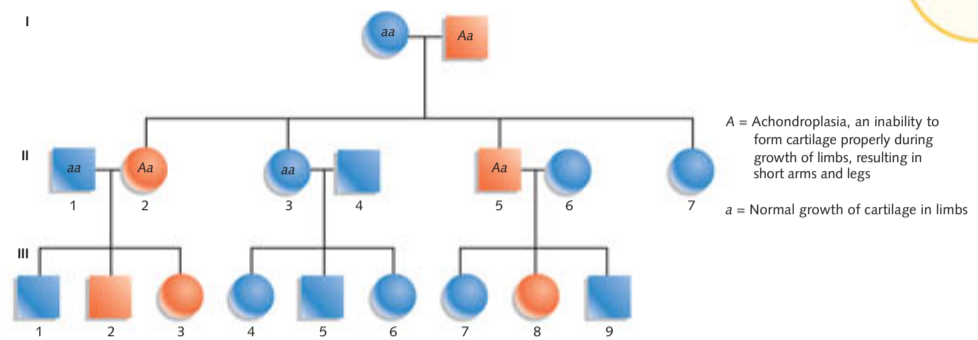 I
aa Aa
A = Achondroplasia, an inability to
form cartilage properly during
growth of limbs, resulting in
short arms and legs
II
aa Aa aa Aa
1 2 3 4 5 6 7
a = Normal growth of cartilage in limbs
III
1 2 3 4 5 6 7 8 9